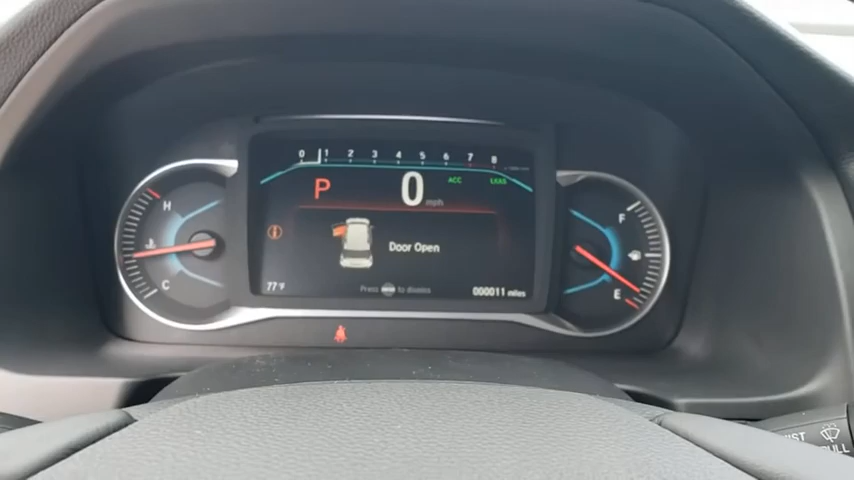 0 1 2 3 4 5 6 7 8
P 0 mph ACC LKAS
H
F
Door Open
C
E
77°F
Press to dismiss
000011 miles
PULL